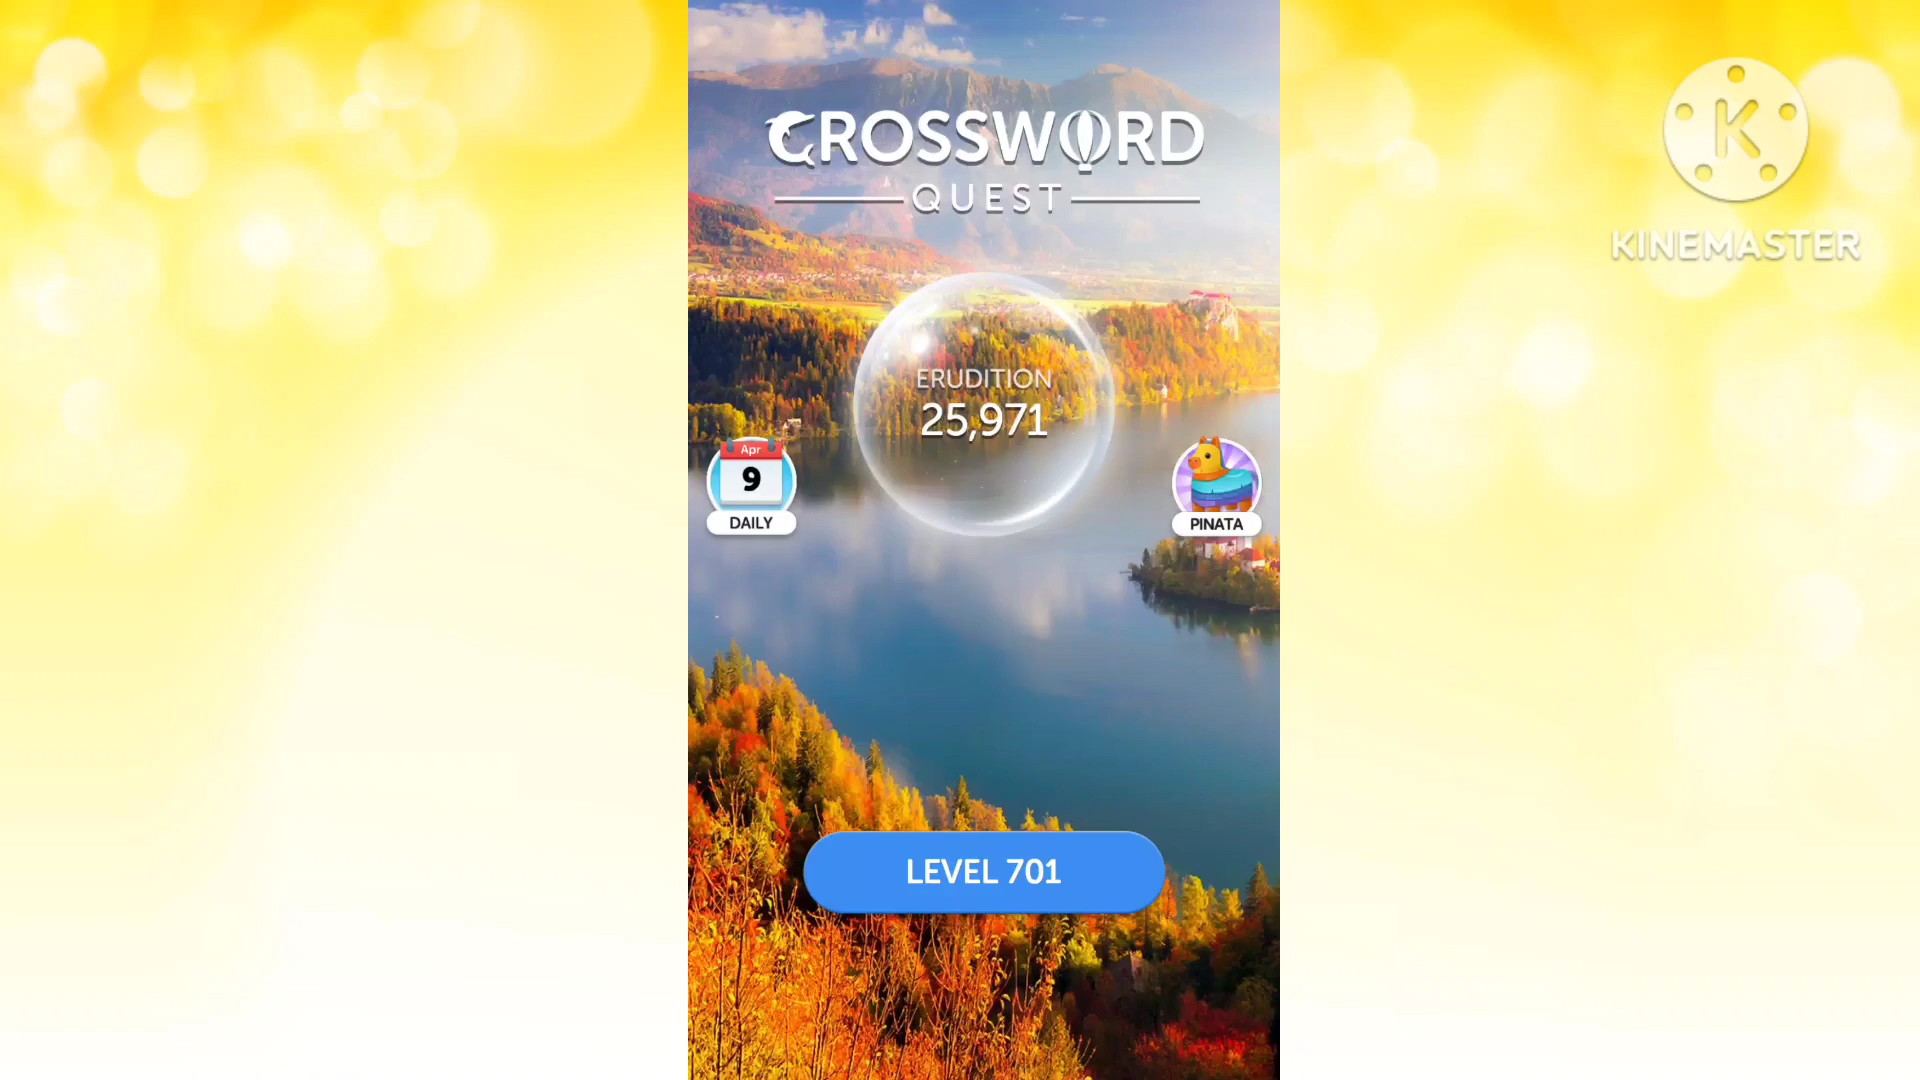 CROSSWORD
QUEST
K
KINEMASTER
ERUDITION
25,971
Apr
9
DAILY
PINATA
LEVEL 701